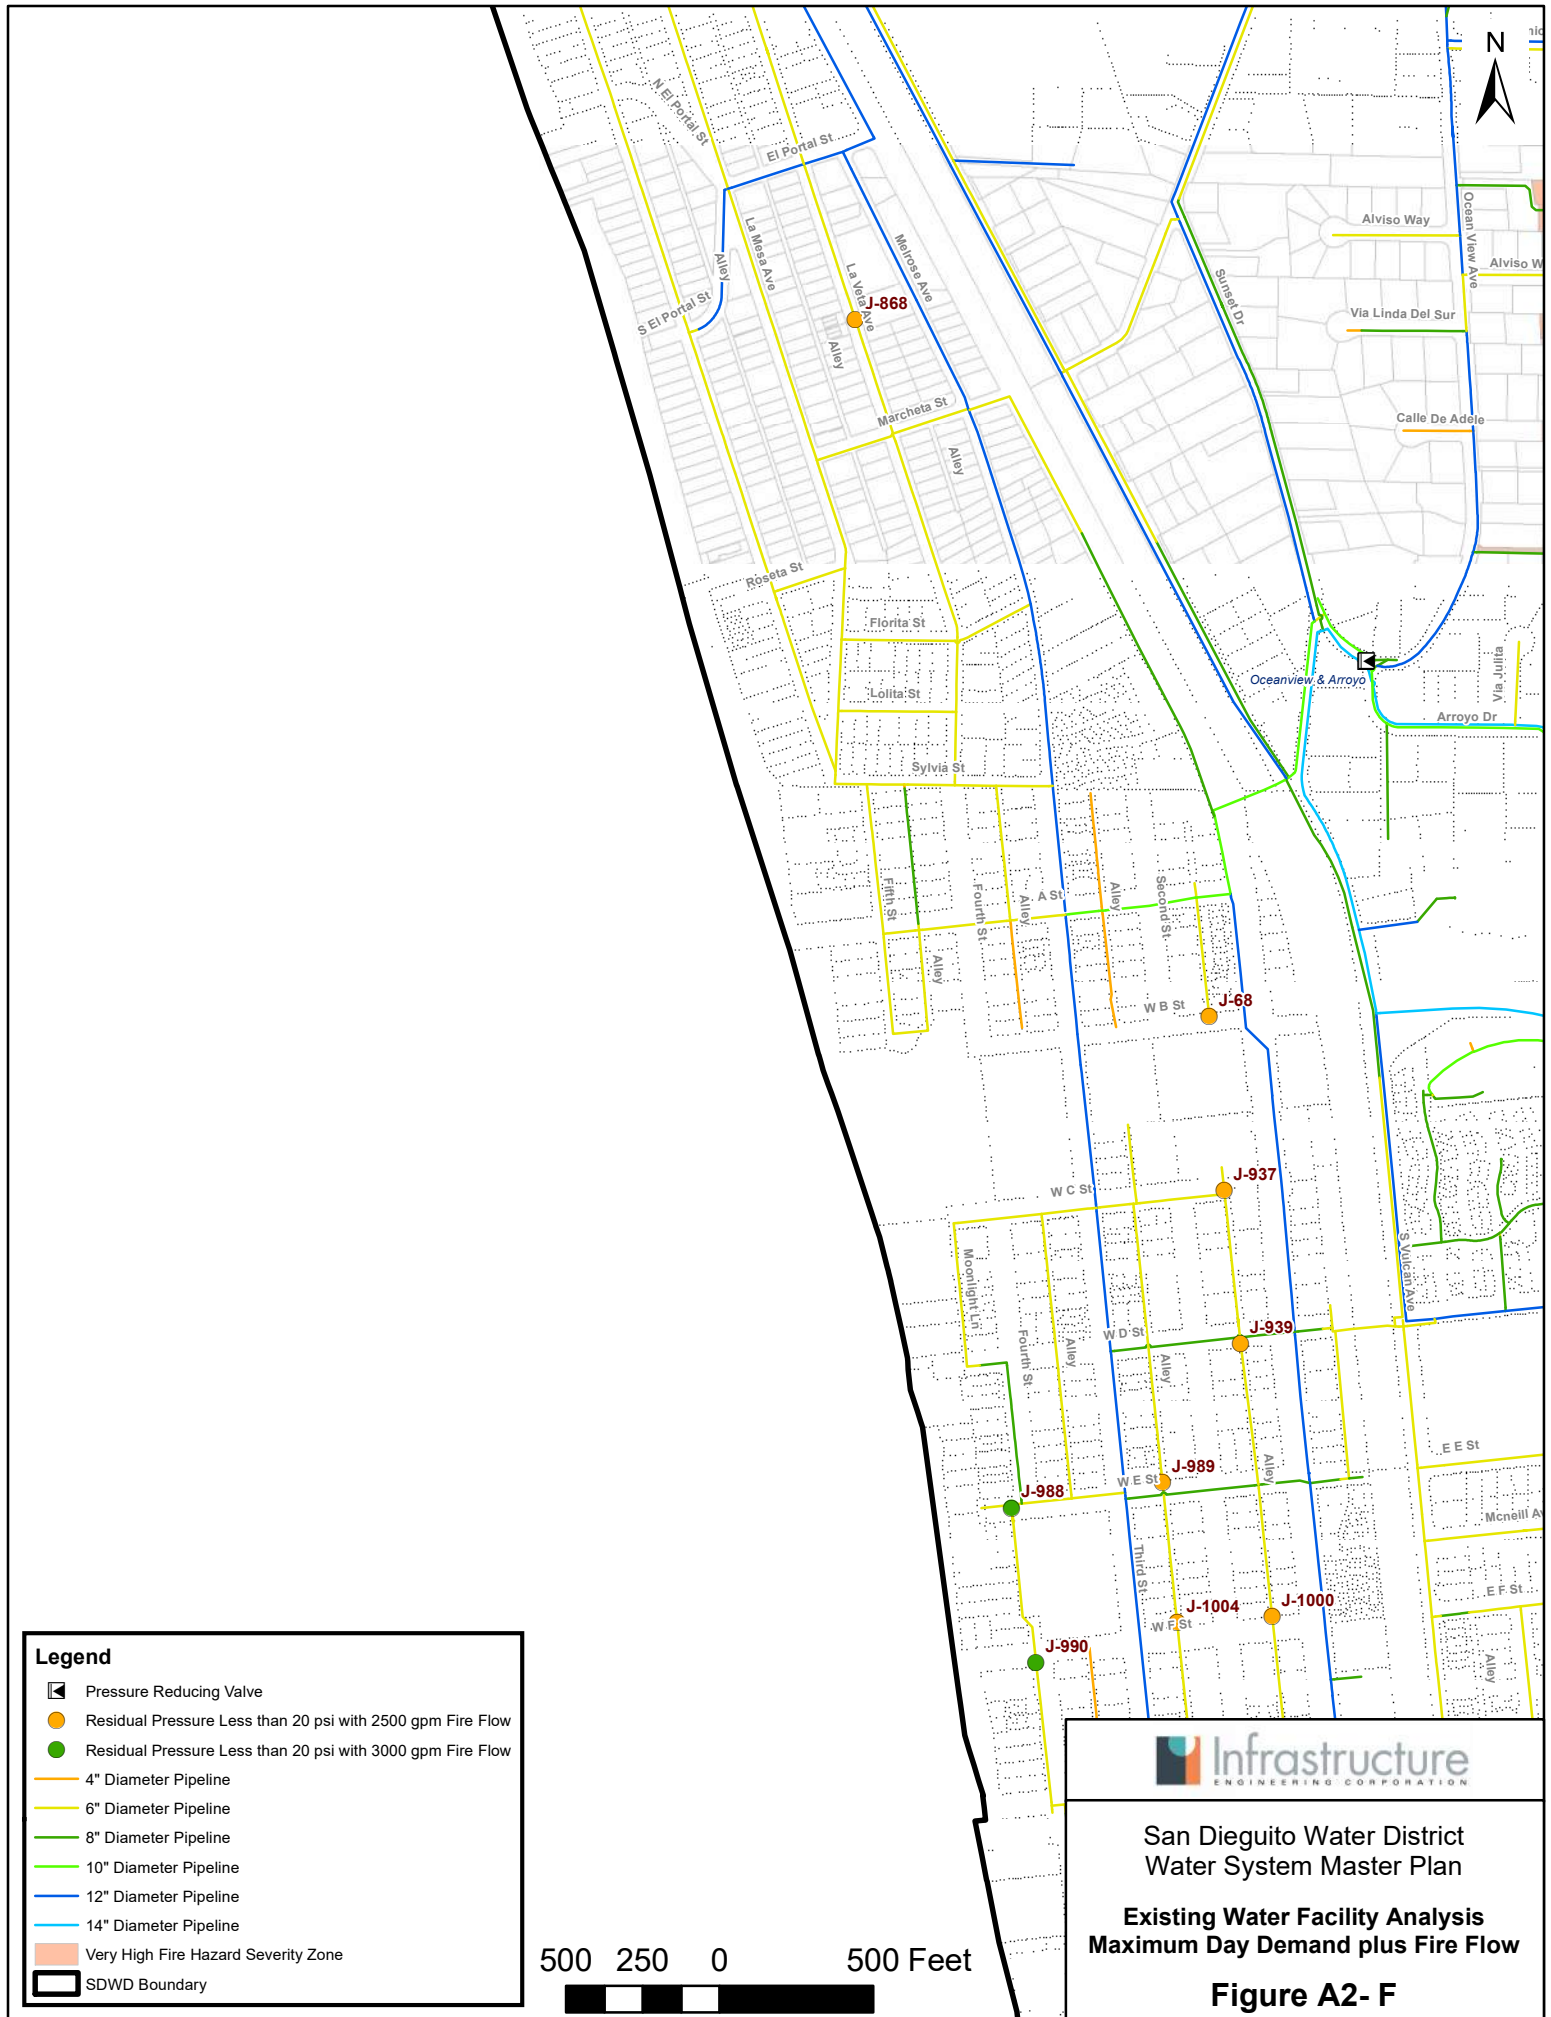 N
N El Portal St
El Portal St
La Mesa Ave
Alley
S El Portal St
La Veta Ave
Melrose Ave
J-868
Alley
Marcheta St
Alley
Sunset Dr
Alviso Way
Ocean View Ave
Alviso W
Via Linda Del Sur
Calle De Adele
Roseta St
Florita St
Lolita St
Sylvia St
Oceanview & Arroyo
Via Julita
Arroyo Dr
Fifth St
Fourth St
Alley
A St
Alley
Second St
Alley
W B St
J-68
J-937
W C St
Moonlight Ln
Fourth St
Alley
W D St
J-939
Alley
S Vulcan Ave
E E St
Alley
J-989
W E St
J-988
Mcneill Av
Third St
J-1004
W F St
J-1000
E F St
J-990
Alley
Legend
Pressure Reducing Valve
Residual Pressure Less than 20 psi with 2500 gpm Fire Flow
Residual Pressure Less than 20 psi with 3000 gpm Fire Flow
4" Diameter Pipeline
6" Diameter Pipeline
8" Diameter Pipeline
10" Diameter Pipeline
12" Diameter Pipeline
14" Diameter Pipeline
Very High Fire Hazard Severity Zone
SDWD Boundary
500 250 0 500 Feet
Infrastructure
ENGINEERING CORPORATION
San Dieguito Water District
Water System Master Plan
Existing Water Facility Analysis
Maximum Day Demand plus Fire Flow
Figure A2- F